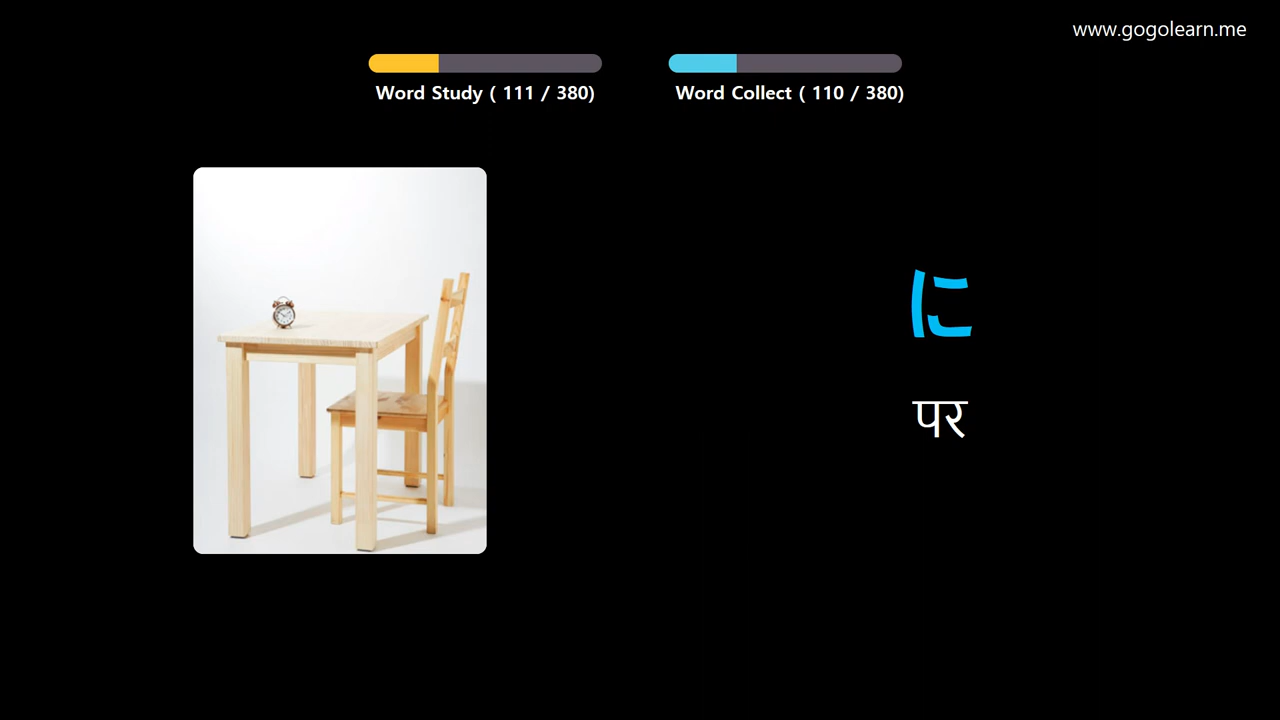 www.gogolearn.me
Word Study ( 111 / 380)
Word Collect ( 110 / 380)
に
पर